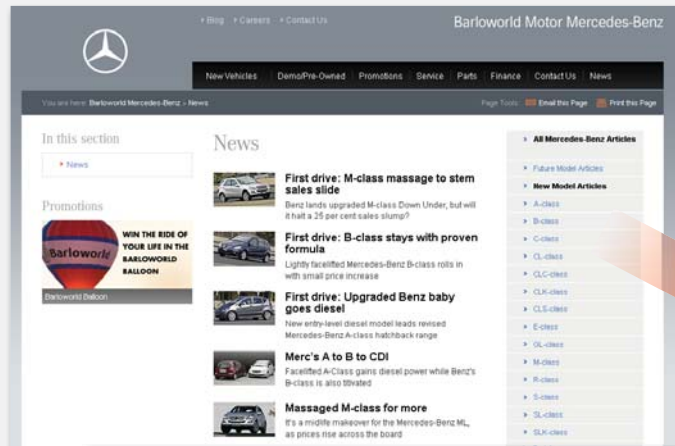 Blog Careers Contact Us
Barloworld Motor Mercedes-Benz
New Vehicles Demo/Pre-Owned Promotions Service Parts Finance Contact Us News
You are here: Barloworld Mercedes-Benz > News
Page Tools: Email this Page Print this Page
In this section
News
Promotions
WIN THE RIDE OF
YOUR LIFE IN THE
BARLOWORLD
BALLOON
Barloworld
Barloworld Balloon
News
First drive: M-class massage to stem
sales slide
Benz lands upgraded M-class Down Under, but will
it halt a 25 per cent sales slump?
First drive: B-class stays with proven
formula
Lightly facelifted Mercedes-Benz B-class rolls in
with small price increase
First drive: Upgraded Benz baby
goes diesel
New entry-level diesel model leads revised
Mercedes-Benz A-class hatchback range
Merc's A to B to CDI
Facelifted A-Class gains diesel power while Benz's
B-class is also titivated
Massaged M-class for more
It's a midlife makeover for the Mercedes-Benz ML,
as prices rise across the board
All Mercedes-Benz Articles
Future Model Articles
New Model Articles
A-class
B-class
C-class
CL-class
CLC-class
CLK-class
CLS-class
E-class
GL-class
M-class
R-class
S-class
SL-class
SLK-class